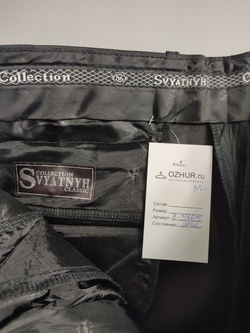 Collection SVYATNYH C
COLLECTION
SVYATNYH
CLASSIC
OZHUR.ru
M
Состав:
Размер:
Артикул:
Состояние: